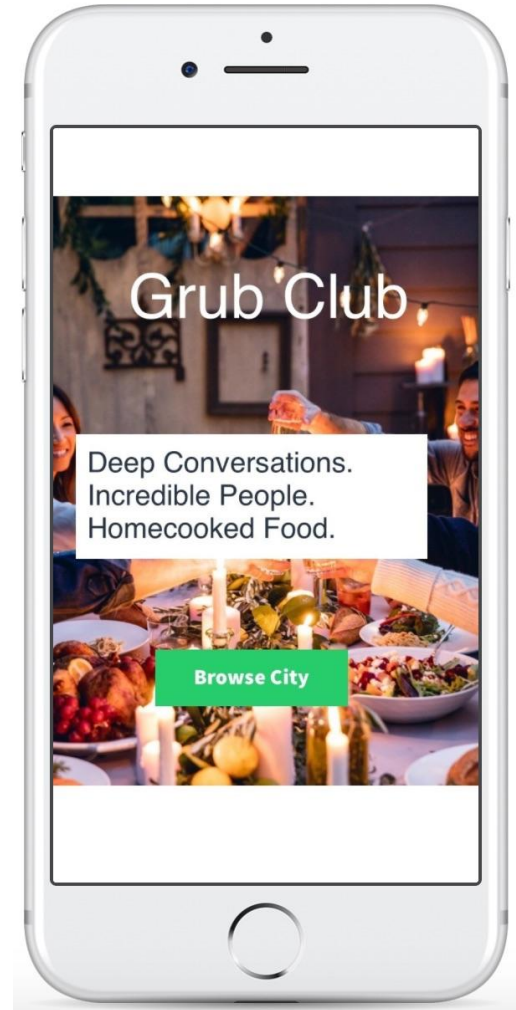 Grub Club
Deep Conversations.
Incredible People.
Homecooked Food.
Browse City